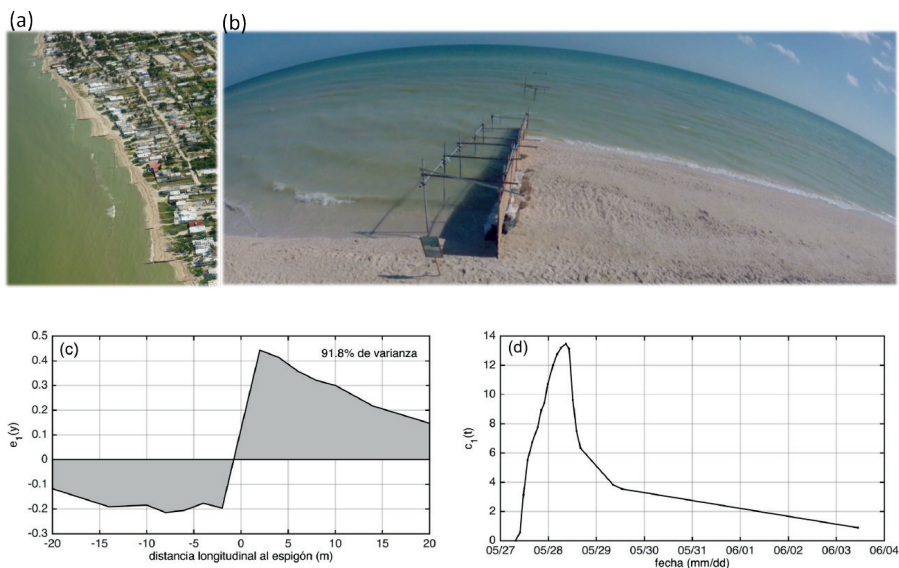 (a)
(b)
(c)
91.8% de varianza
e1(y)
0.5
0.4
0.3
0.2
0.1
0
-0.1
-0.2
-0.3
-20 -15 -10 -5 0 5 10 15 20
distancia longitudinal al espigón (m)
(d)
c1(t)
14
12
10
8
6
4
2
0
05/27 05/28 05/29 05/30 05/31 06/01 06/02 06/03 06/04
fecha (mm/dd)